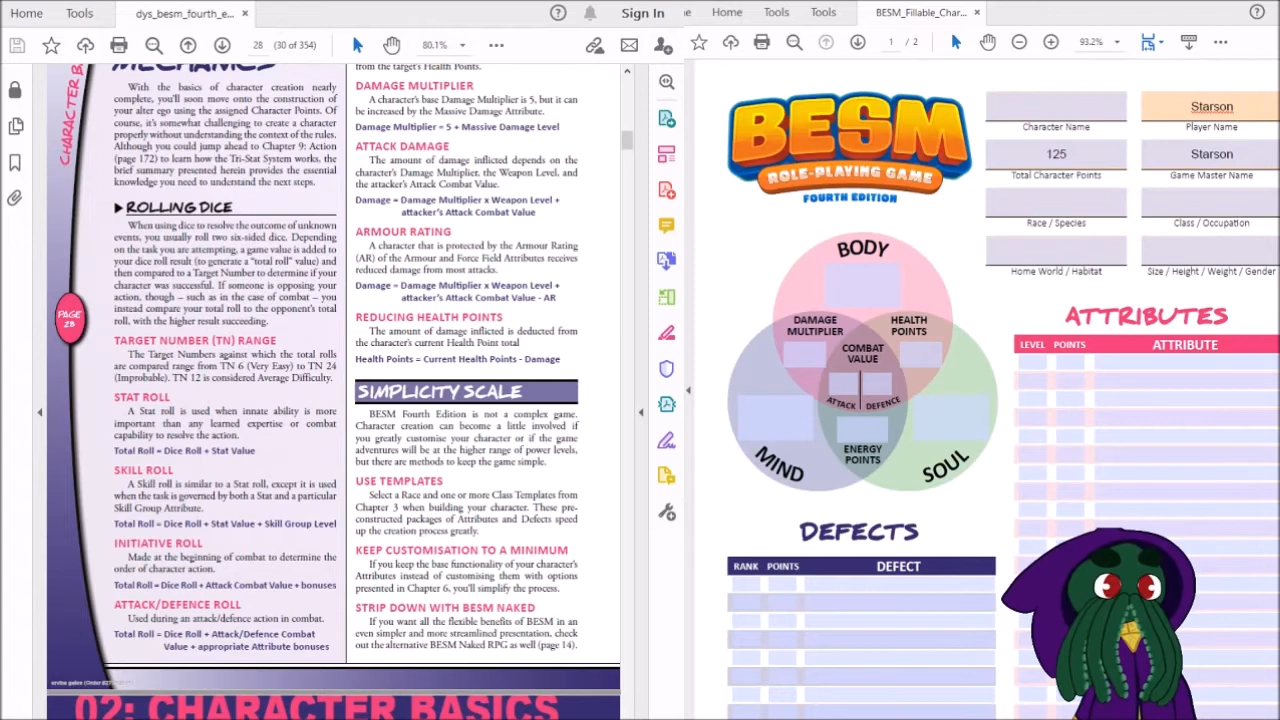 Home
Tools
dys_besm_fourth_e...
Sign In
28
(30 of 354)
80.1%
CHARACTER B
MECHANICS
With the basics of character creation nearly
complete, you'll soon move onto the construction of
your alter ego using the assigned Character Points. Of
course, it's somewhat challenging to create a character
properly without understanding the context of the rules.
Although you could jump ahead to Chapter 9: Action
(page 172) to learn how the Tri-Stat System works, the
brief summary presented herein provides the essential
knowledge you need to understand the next steps.
ROLLING DICE
When using dice to resolve the outcome of unknown
events, you usually roll two six-sided dice. Depending
on the task you are attempting, a game value is added to
your dice roll result (to generate a "total roll" value) and
then compared to a Target Number to determine if your
character was successful. If someone is opposing your
action, though – such as in the case of combat – you
instead compare your total roll to the opponent's total
roll, with the higher result succeeding.
TARGET NUMBER (TN) RANGE
The Target Numbers against which the total rolls
are compared range from TN 6 (Very Easy) to TN 24
(Improbable). TN 12 is considered Average Difficulty.
STAT ROLL
A Stat roll is used when innate ability is more
important than any learned expertise or combat
capability to resolve the action.
Total Roll = Dice Roll + Stat Value
SKILL ROLL
A Skill roll is similar to a Stat roll, except it is used
when the task is governed by both a Stat and a particular
Skill Group Attribute.
Total Roll = Dice Roll + Stat Value + Skill Group Level
INITIATIVE ROLL
Made at the beginning of combat to determine the
order of character action.
Total Roll = Dice Roll + Attack Combat Value + bonuses
ATTACK/DEFENCE ROLL
Used during an attack/defence action in combat.
Total Roll = Dice Roll + Attack/Defence Combat
Value + appropriate Attribute bonuses
PAGE
28
from the target's Health Points.
DAMAGE MULTIPLIER
A character's base Damage Multiplier is 5, but it can
be increased by the Massive Damage Attribute.
Damage Multiplier = 5 + Massive Damage Level
ATTACK DAMAGE
The amount of damage inflicted depends on the
character's Damage Multiplier, the Weapon Level, and
the attacker's Attack Combat Value.
Damage = Damage Multiplier x Weapon Level +
attacker's Attack Combat Value
ARMOUR RATING
A character that is protected by the Armour Rating
(AR) of the Armour and Force Field Attributes receives
reduced damage from most attacks.
Damage = Damage Multiplier x Weapon Level +
attacker's Attack Combat Value - AR
REDUCING HEALTH POINTS
The amount of damage inflicted is deducted from
the character's current Health Point total
Health Points = Current Health Points - Damage
SIMPLICITY SCALE
BESM Fourth Edition is not a complex game.
Character creation can become a little involved if
you greatly customise your character or if the game
adventures will be at the higher range of power levels,
but there are methods to keep the game simple.
USE TEMPLATES
Select a Race and one or more Class Templates from
Chapter 3 when building your character. These pre-
constructed packages of Attributes and Defects speed
up the creation process greatly.
KEEP CUSTOMISATION TO A MINIMUM
If you keep the base functionality of your character's
Attributes instead of customising them with options
presented in Chapter 6, you'll simplify the process.
STRIP DOWN WITH BESM NAKED
If you want all the flexible benefits of BESM in an
even simpler and more streamlined presentation, check
out the alternative BESM Naked RPG as well (page 14).
02: CHARACTER BASICS
me
Home
Tools
Tools
BESM_Fillable_Char...
1
/ 2
93.2%
BESM
ROLE-PLAYING GAME
FOURTH EDITION
Starson
Character Name
Player Name
125
Starson
Total Character Points
Game Master Name
Race / Species
Class / Occupation
Home World / Habitat
Size / Height / Weight / Gender
BODY
DAMAGE
MULTIPLIER
HEALTH
POINTS
COMBAT
VALUE
ATTACK
DEFENCE
ENERGY
POINTS
MIND
SOUL
ATTRIBUTES
LEVEL
POINTS
ATTRIBUTE
DEFECTS
RANK
POINTS
DEFECT